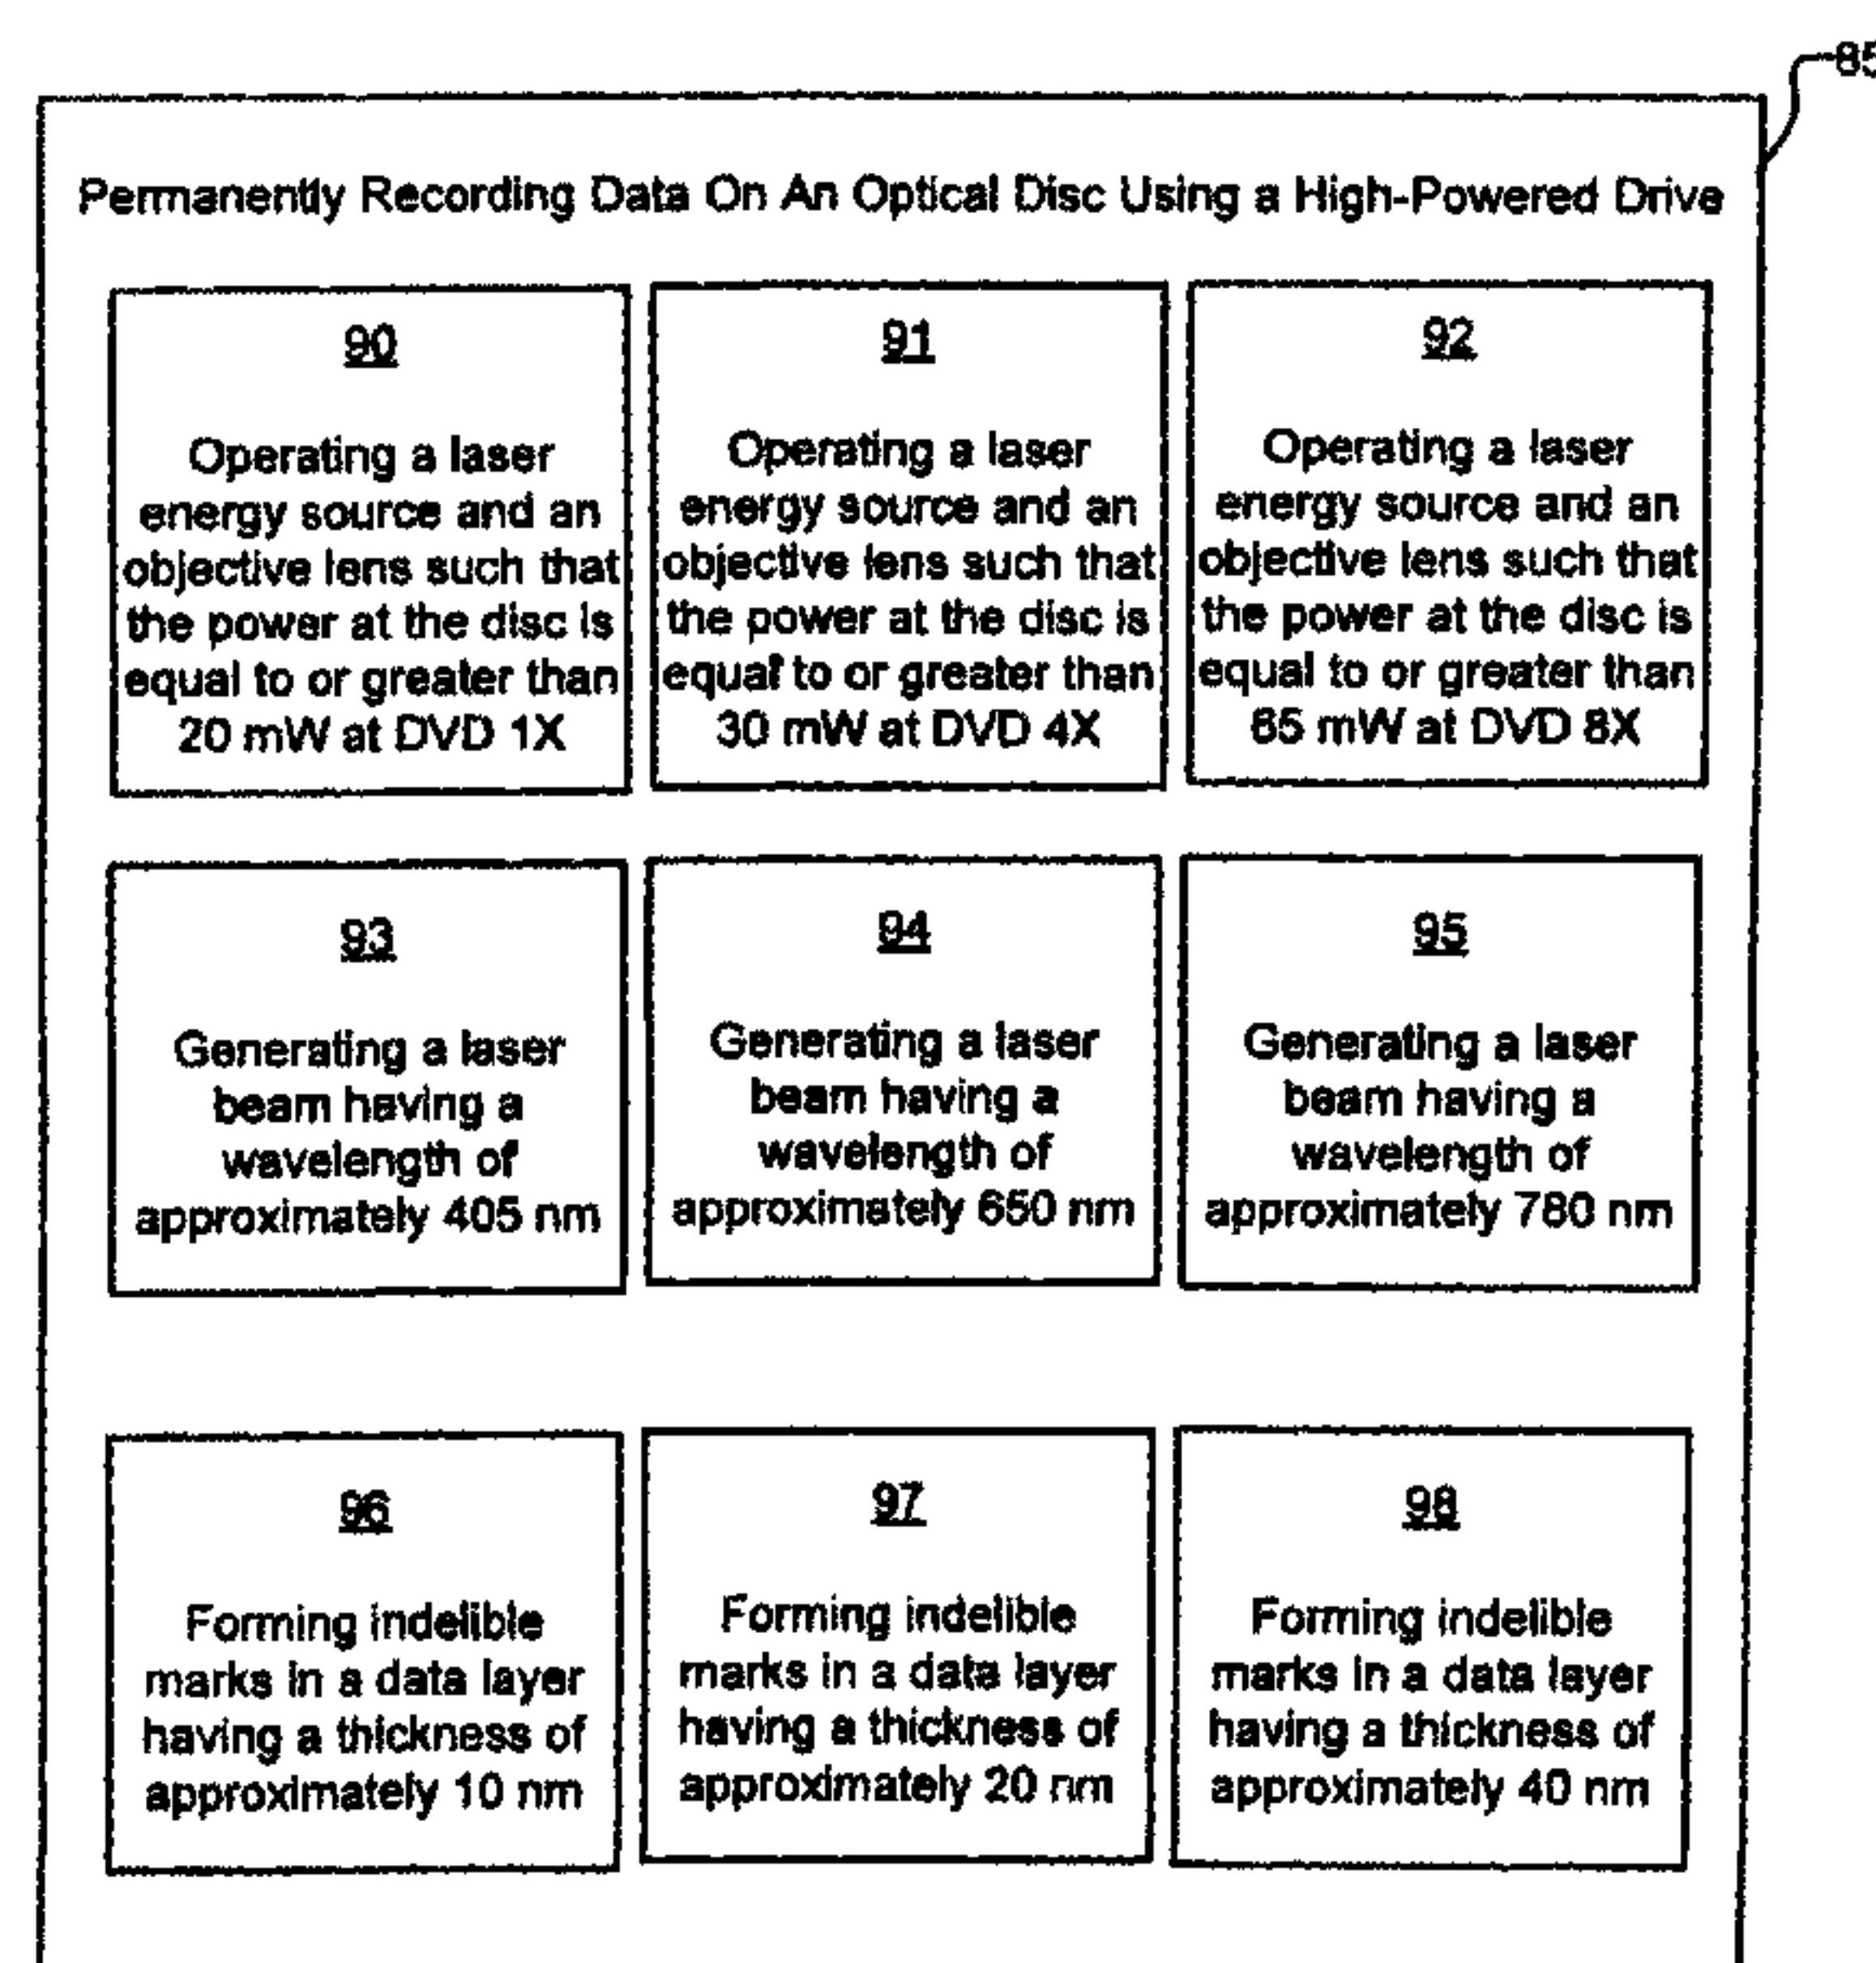 85
Permanently Recording Data On An Optical Disc Using a High-Powered Drive
90
Operating a laser
energy source and an
objective lens such that
the power at the disc is
equal to or greater than
20 mW at DVD 1X
91
Operating a laser
energy source and an
objective lens such that
the power at the disc is
equal to or greater than
30 mW at DVD 4X
92
Operating a laser
energy source and an
objective lens such that
the power at the disc is
equal to or greater than
65 mW at DVD 8X
93
Generating a laser
beam having a
wavelength of
approximately 405 nm
94
Generating a laser
beam having a
wavelength of
approximately 650 nm
95
Generating a laser
beam having a
wavelength of
approximately 780 nm
96
Forming indelible
marks in a data layer
having a thickness of
approximately 10 nm
97
Forming indelible
marks in a data layer
having a thickness of
approximately 20 nm
98
Forming indelible
marks in a data layer
having a thickness of
approximately 40 nm